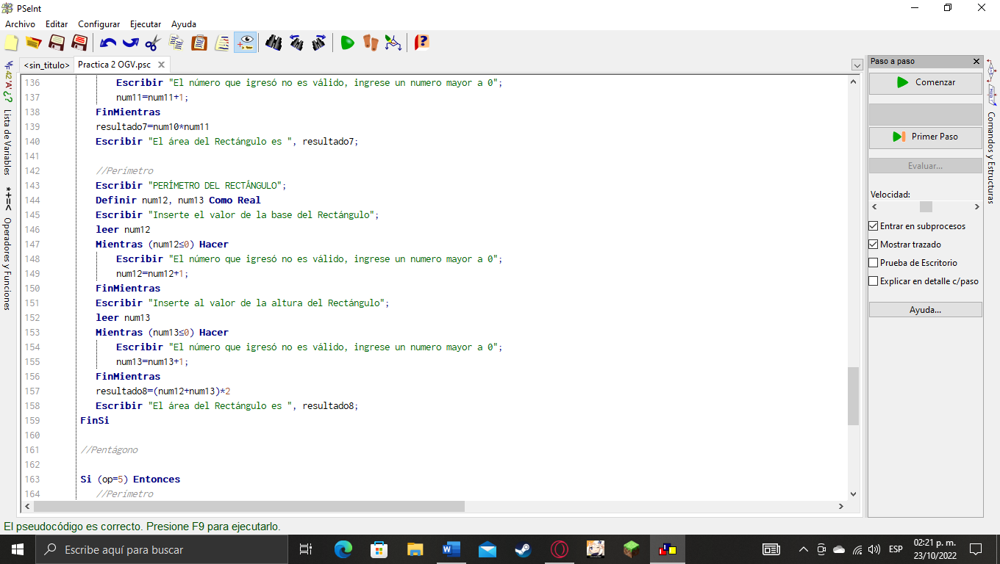 PSeInt
Archivo Editar Configurar Ejecutar Ayuda
<sin_titulo> Practica 2 OGV.psc
136 Escribir "El número que igresó no es válido, ingrese un numero mayor a 0";
137 num11=num11+1;
138 FinMientras
139 resultado7=num10*num11
140 Escribir "El área del Rectángulo es ", resultado7;
141
142 //Perímetro
143 Escribir "PERÍMETRO DEL RECTÁNGULO";
144 Definir num12, num13 Como Real
145 Escribir "Inserte el valor de la base del Rectángulo";
146 leer num12
147 Mientras (num12≤0) Hacer
148 Escribir "El número que igresó no es válido, ingrese un numero mayor a 0";
149 num12=num12+1;
150 FinMientras
151 Escribir "Inserte al valor de la altura del Rectángulo";
152 leer num13
153 Mientras (num13≤0) Hacer
154 Escribir "El número que igresó no es válido, ingrese un numero mayor a 0";
155 num13=num13+1;
156 FinMientras
157 resultado8=(num12+num13)*2
158 Escribir "El área del Rectángulo es ", resultado8;
159 FinSi
160
161 //Pentágono
162
163 Si (op=5) Entonces
164 //Perímetro
42 'A' ¿?
Lista de Variables
*+=<
Operadores y Funciones
Paso a paso
Comenzar
Primer Paso
Evaluar...
Velocidad:
Entrar en subprocesos
Mostrar trazado
Prueba de Escritorio
Explicar en detalle c/paso
Ayuda...
Comandos y Estructuras
El pseudocódigo es correcto. Presione F9 para ejecutarlo.
Escribe aquí para buscar
ESP
02:21 p. m.
23/10/2022